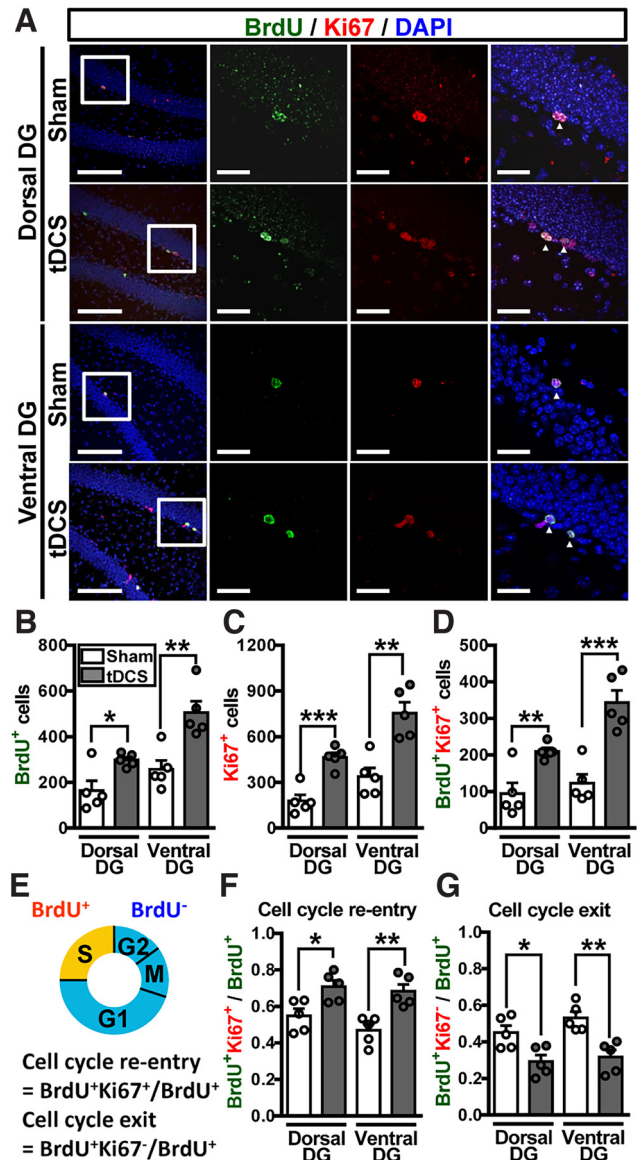 A
BrdU / Ki67 / DAPI
Dorsal DG
Sham
tDCS
Ventral DG
Sham
tDCS
B
800
600
400
200
0
BrdU⁺ cells
Sham
tDCS
*
**
Dorsal DG
Ventral DG
C
1200
900
600
300
0
Ki67⁺ cells
***
**
Dorsal DG
Ventral DG
D
500
400
300
200
100
0
BrdU⁺Ki67⁺ cells
**
***
Dorsal DG
Ventral DG
E
BrdU⁺ BrdU⁻
S
G2
M
G1
Cell cycle re-entry
= BrdU⁺Ki67⁺/BrdU⁺
Cell cycle exit
= BrdU⁺Ki67⁻/BrdU⁺
F
Cell cycle re-entry
1.0
0.8
0.6
0.4
0.2
0.0
BrdU⁺Ki67⁺ / BrdU⁺
*
**
Dorsal DG
Ventral DG
G
Cell cycle exit
1.0
0.8
0.6
0.4
0.2
0.0
BrdU⁺Ki67⁻ / BrdU⁺
*
**
Dorsal DG
Ventral DG